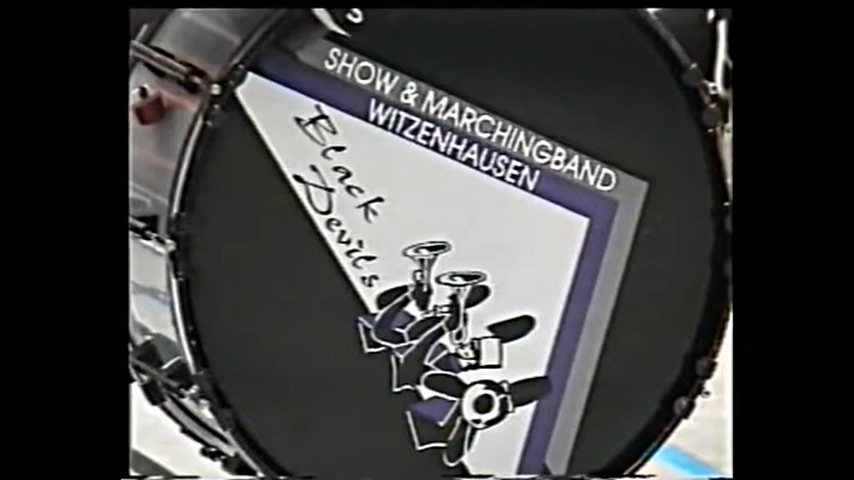 SHOW & MARCHINGBAND
WITZENHAUSEN
Black
Devils